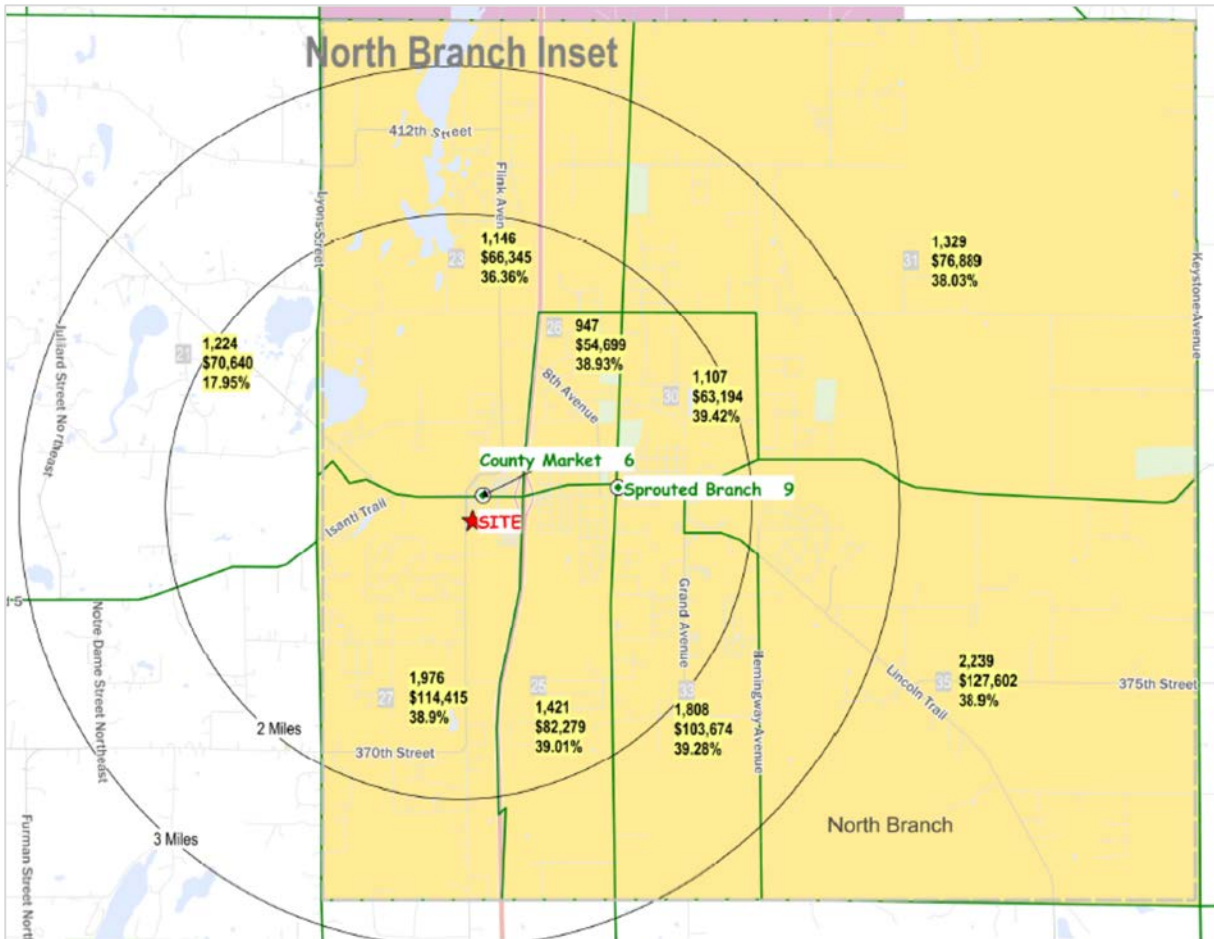 North Branch Inset
412th Street
Flink Aven
Lyons Street
1,146
$66,345
36.36%
23
1,329
$76,889
38.03%
31
Keystone Avenue
Julliard Street Northeast
21
1,224
$70,640
17.95%
26
947
$54,699
38.93%
8th Avenue
30
1,107
$63,194
39.42%
County Market 6
Sprouted Branch 9
Isanti Trail
SITE
Notre Dame Street Northeast
Grand Avenue
Hemingway Avenue
Lincoln Trail
27
1,976
$114,415
38.9%
25
1,421
$82,279
39.01%
33
1,808
$103,674
39.28%
35
2,239
$127,602
38.9%
375th Street
2 Miles
370th Street
3 Miles
North Branch
Furman Street North